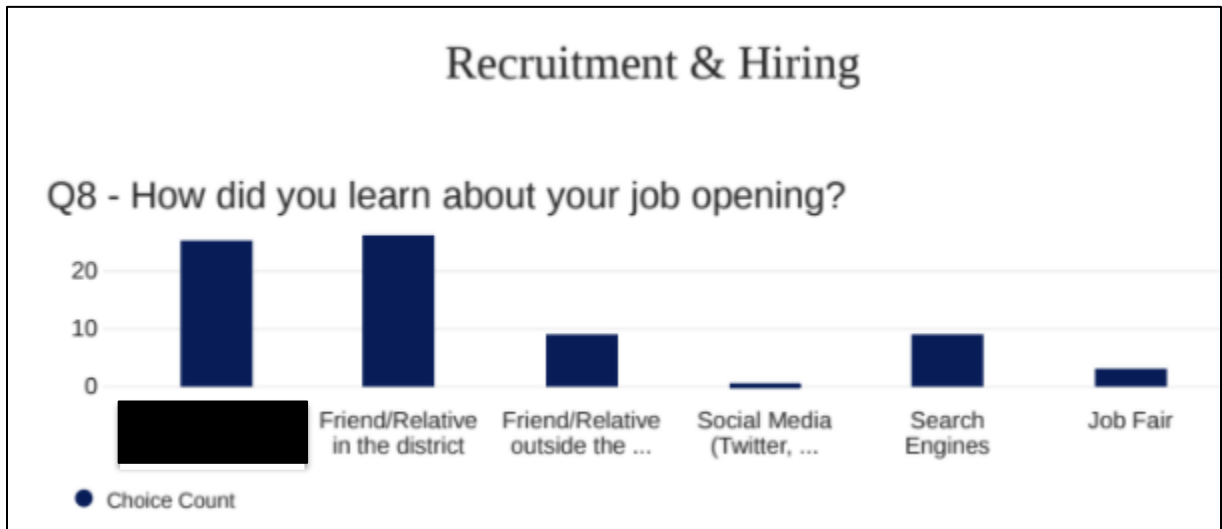 Recruitment & Hiring
Q8 - How did you learn about your job opening?
20
10
0
Friend/Relative
in the district
Friend/Relative
outside the ...
Social Media
(Twitter, ...
Search
Engines
Job Fair
Choice Count